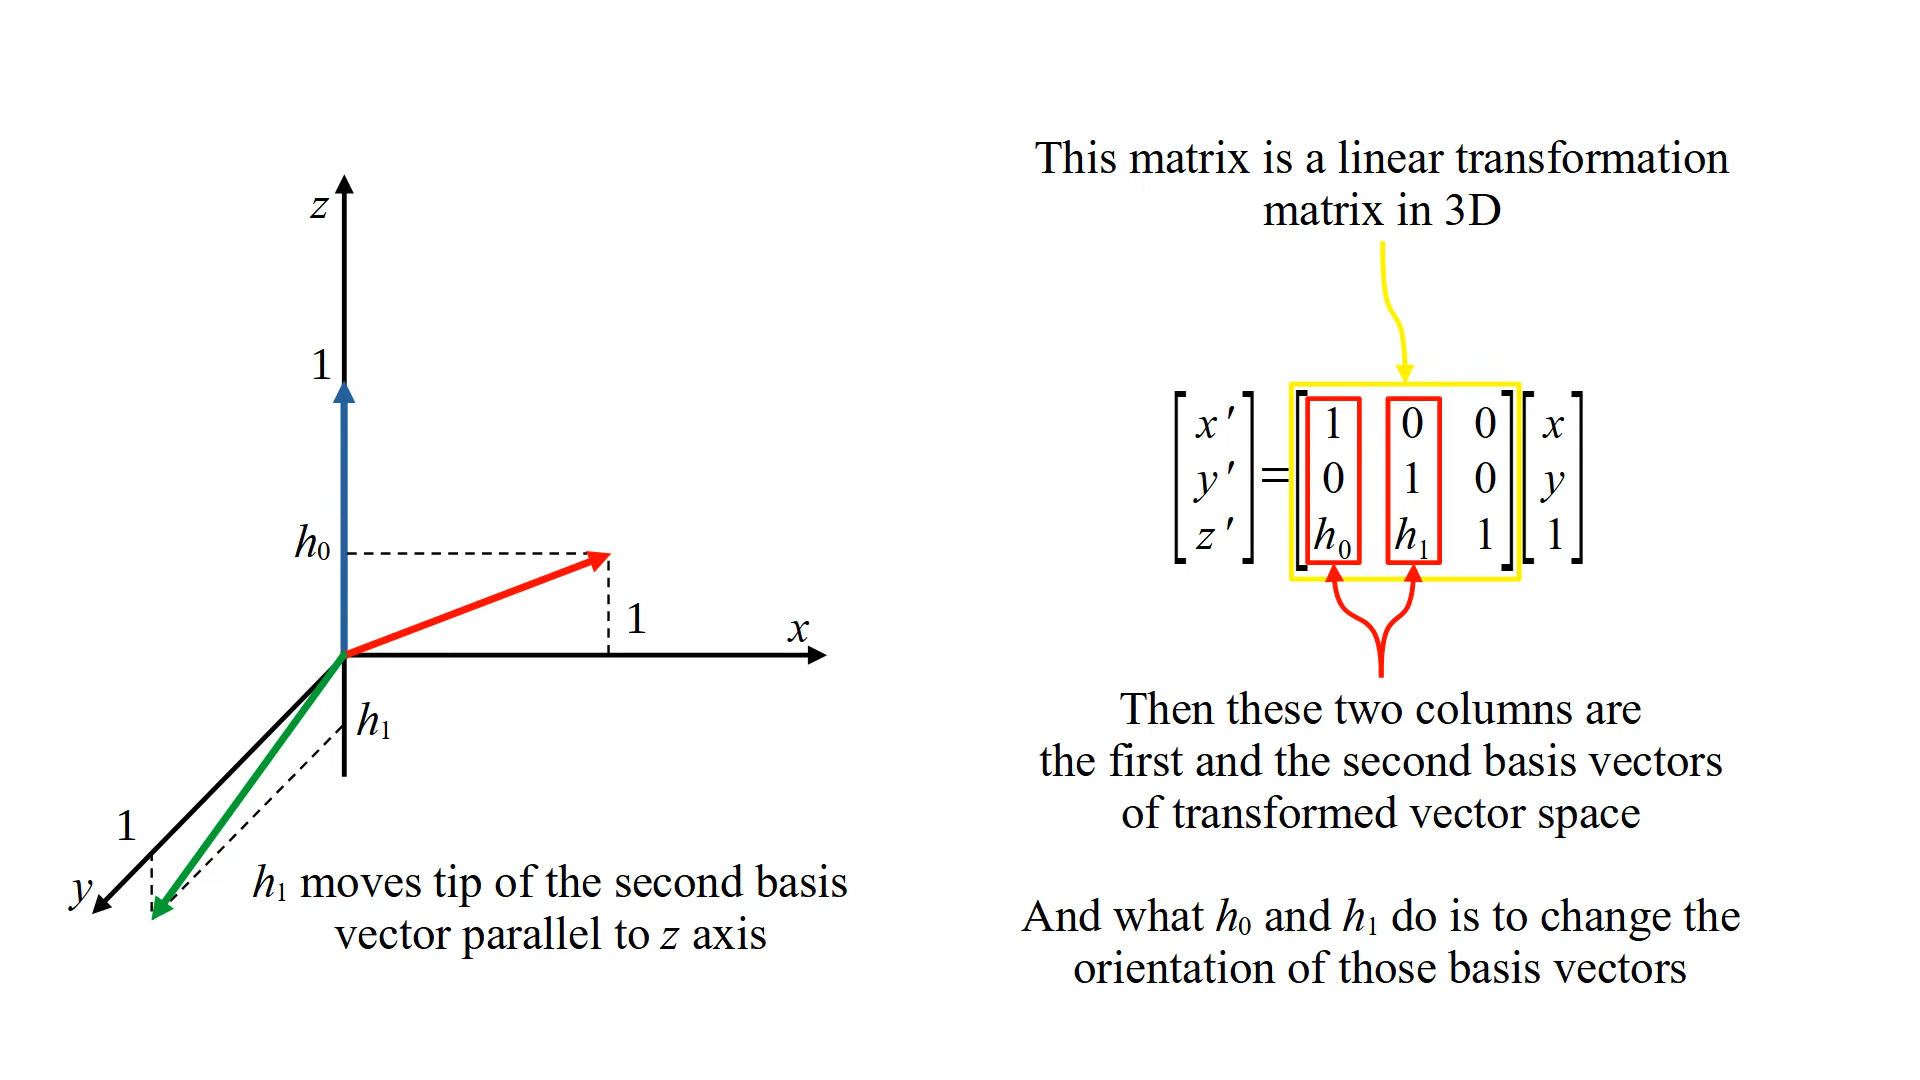 z
1
h0
1
x
h1
1
y
h1 moves tip of the second basis
vector parallel to z axis
This matrix is a linear transformation
matrix in 3D
[x′] = [1 0 0] [x]
[y′] [0 1 0] [y]
[z′] [h0 h1 1] [1]
Then these two columns are
the first and the second basis vectors
of transformed vector space
And what h0 and h1 do is to change the
orientation of those basis vectors